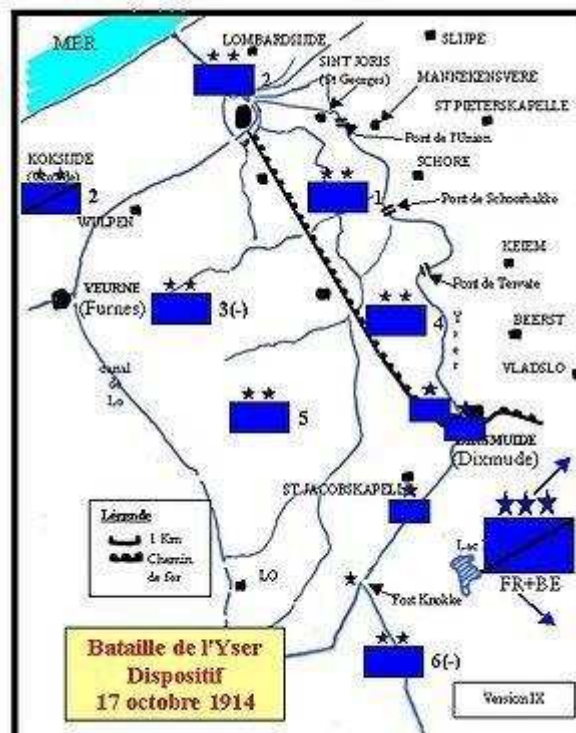 MER
LOMBARDSIJDE
SLIJPE
2
SINT JORIS
(St Georges)
MANNEKENSVERE
ST PIETERSKAPELLE
Pont de l'Union
KOKSIJDE
2
SCHORE
1
Pont de Schoorbakke
WULPEN
KEIEM
VEURNE
(Furnes)
3(-)
Pont de Tervate
4
Yser
BEERST
VLADSLO
canal
de
Lo
5
DIKSMUIDE
(Dixmude)
ST.JACOBSKAPELLE
Légende
1 Km
Chemin
de fer
Lac
FR+BE
LO
Fort Knokke
Bataille de l'Yser
Dispositif
17 octobre 1914
6(-)
Version IX